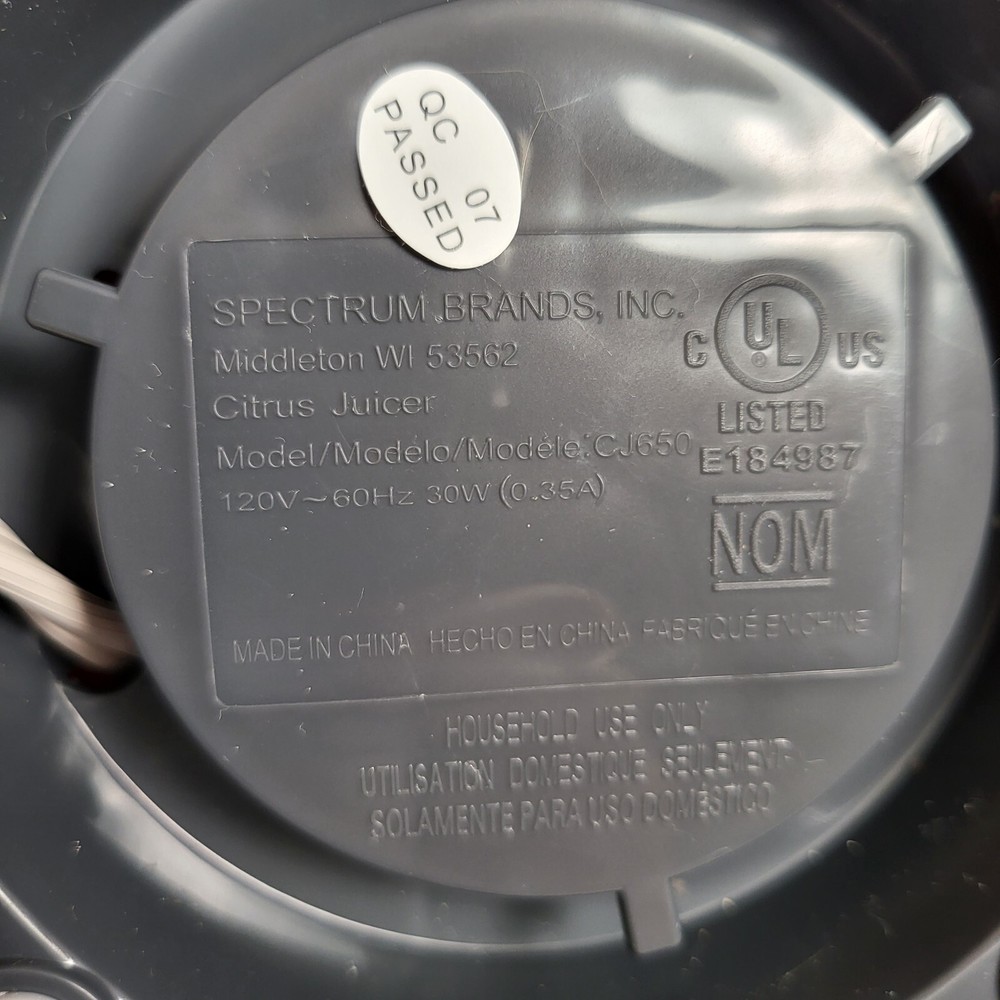 QC 07
PASSED
SPECTRUM BRANDS, INC.
Middleton WI 53562
Citrus Juicer
Model/Modelo/Modèle:CJ650
120V~60Hz 30W (0.35A)
C UL US
LISTED
E184987
NOM
MADE IN CHINA HECHO EN CHINA FABRIQUÉ EN CHINE
HOUSEHOLD USE ONLY
UTILISATION DOMESTIQUE SEULEMENT
SOLAMENTE PARA USO DOMÉSTICO